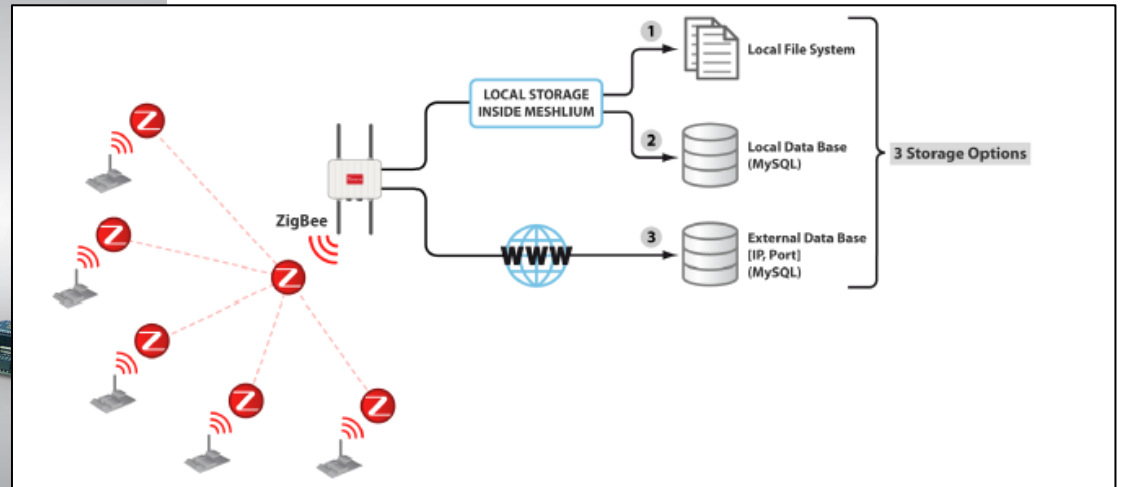 1
Local File System
LOCAL STORAGE
INSIDE MESHLIUM
2
Local Data Base
(MySQL)
3 Storage Options
ZigBee
WWW
3
External Data Base
[IP, Port]
(MySQL)
Z
Z
Z
Z
Z
Z